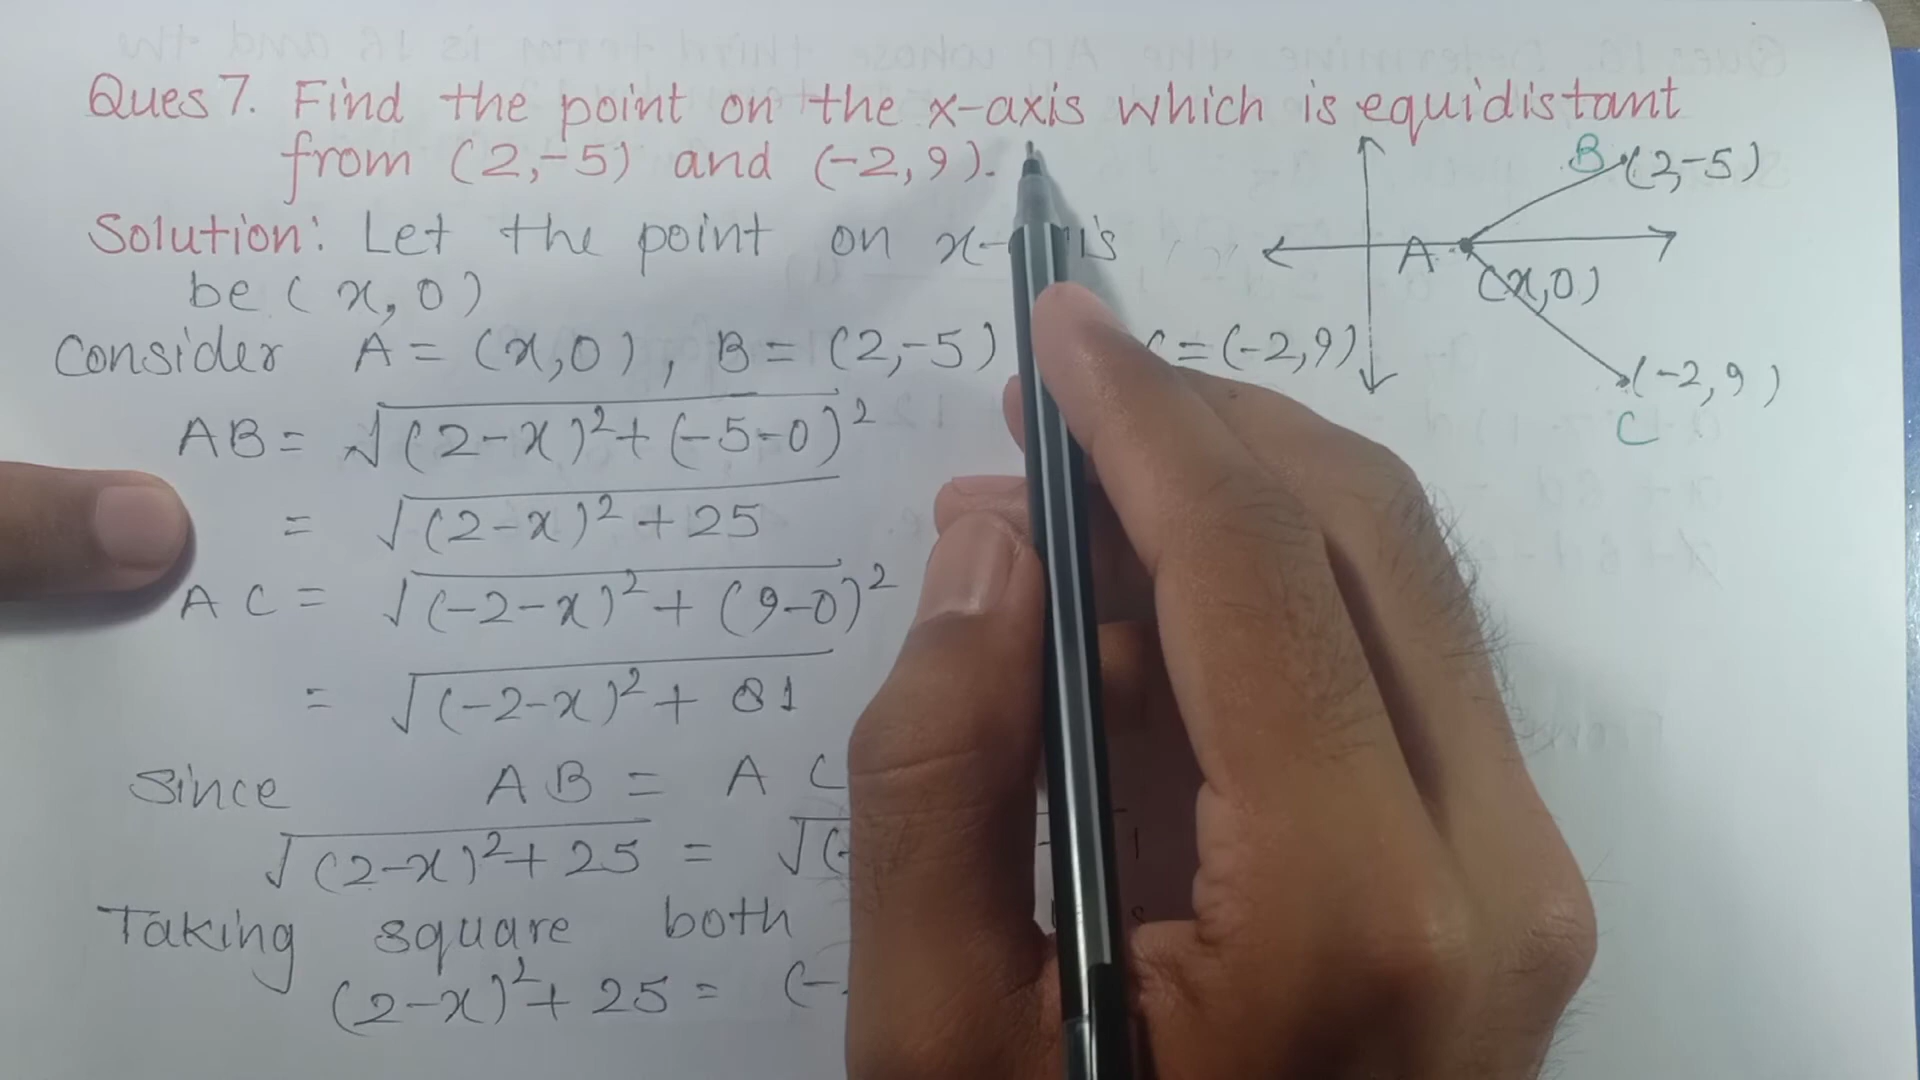 Ques 7. Find the point on the x-axis which is equidistant
from (2,-5) and (-2,9).
Solution: Let the point on x-
be (x,0)
Consider A = (x,0), B = (2,-5) C = (-2,9)
AB = √(2-x)²+(-5-0)²
= √(2-x)²+25
AC = √(-2-x)²+(9-0)²
= √(-2-x)²+81
Since AB = AC
√(2-x)²+25 = √(-
Taking square both
(2-x)²+25 = (-
B (2,-5)
A (x,0)
(-2,9)
C